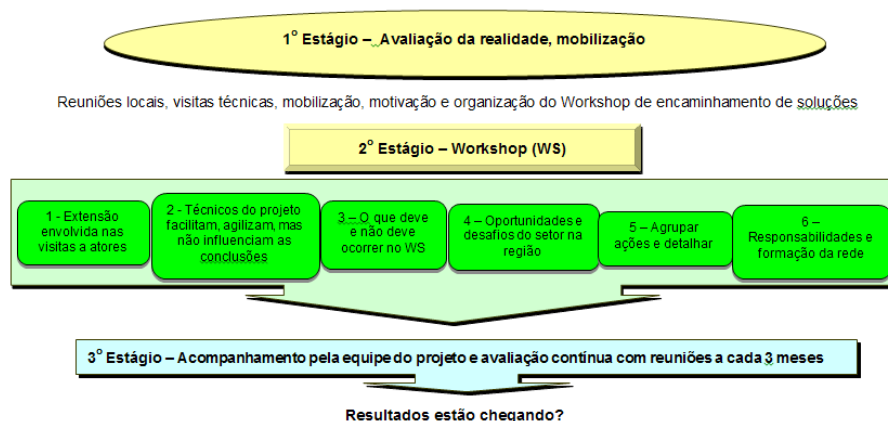 1º Estágio – Avaliação da realidade, mobilização
Reuniões locais, visitas técnicas, mobilização, motivação e organização do Workshop de encaminhamento de soluções
2º Estágio – Workshop (WS)
1 - Extensão
envolvida nas
visitas a atores
2 - Técnicos do projeto
facilitam, agilizam, mas
não influenciam as
conclusões
3 – O que deve
e não deve
ocorrer no WS
4 – Oportunidades e
desafios do setor na
região
5 – Agrupar
ações e detalhar
6 –
Responsabilidades e
formação da rede
3º Estágio – Acompanhamento pela equipe do projeto e avaliação contínua com reuniões a cada 3 meses
Resultados estão chegando?